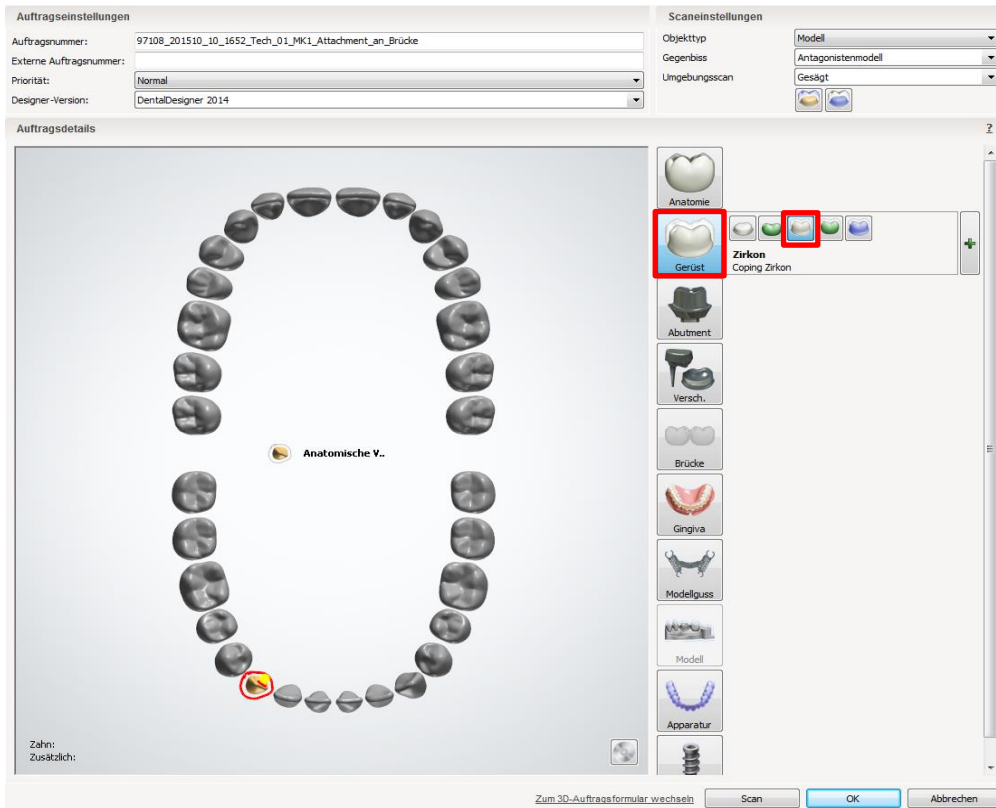 Auftragseinstellungen
Auftragsnummer: 97108_201510_10_1652_Tech_01_MK1_Attachment_an_Brücke
Externe Auftragsnummer:
Priorität: Normal
Designer-Version: DentalDesigner 2014
Scaneinstellungen
Objekttyp Modell
Gegenbiss Antagonistenmodell
Umgebungsscan Gesägt
Auftragsdetails ?
Anatomie
Gerüst
Zirkon
Coping Zirkon
Abutment
Versch.
Brücke
Gingiva
Modellguss
Modell
Apparatur
Anatomische V..
Zahn:
Zusätzlich:
Zum 3D-Auftragsformular wechseln Scan OK Abbrechen